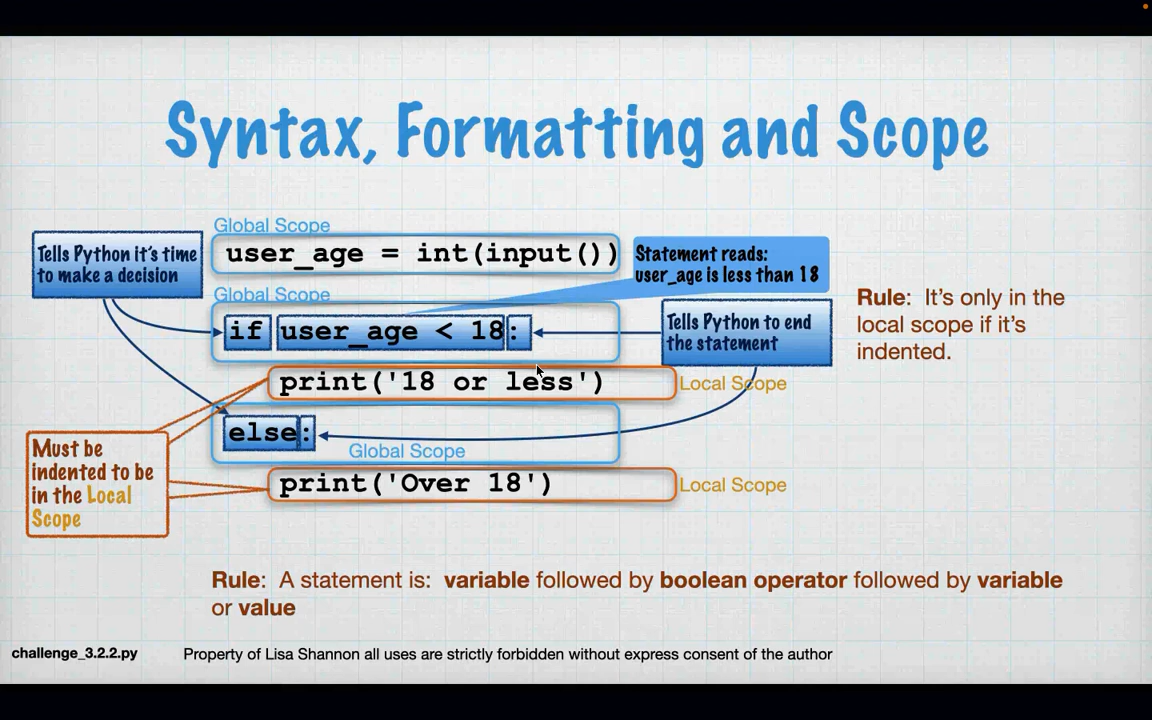 Syntax, Formatting and Scope
Global Scope
Tells Python it's time
to make a decision
user_age = int(input())
Statement reads:
user_age is less than 18
Global Scope
if user_age < 18:
Tells Python to end
the statement
Rule: It's only in the
local scope if it's
indented.
print('18 or less')
Local Scope
else:
Global Scope
Must be
indented to be
in the Local
Scope
print('Over 18')
Local Scope
Rule: A statement is: variable followed by boolean operator followed by variable
or value
challenge_3.2.2.py
Property of Lisa Shannon all uses are strictly forbidden without express consent of the author